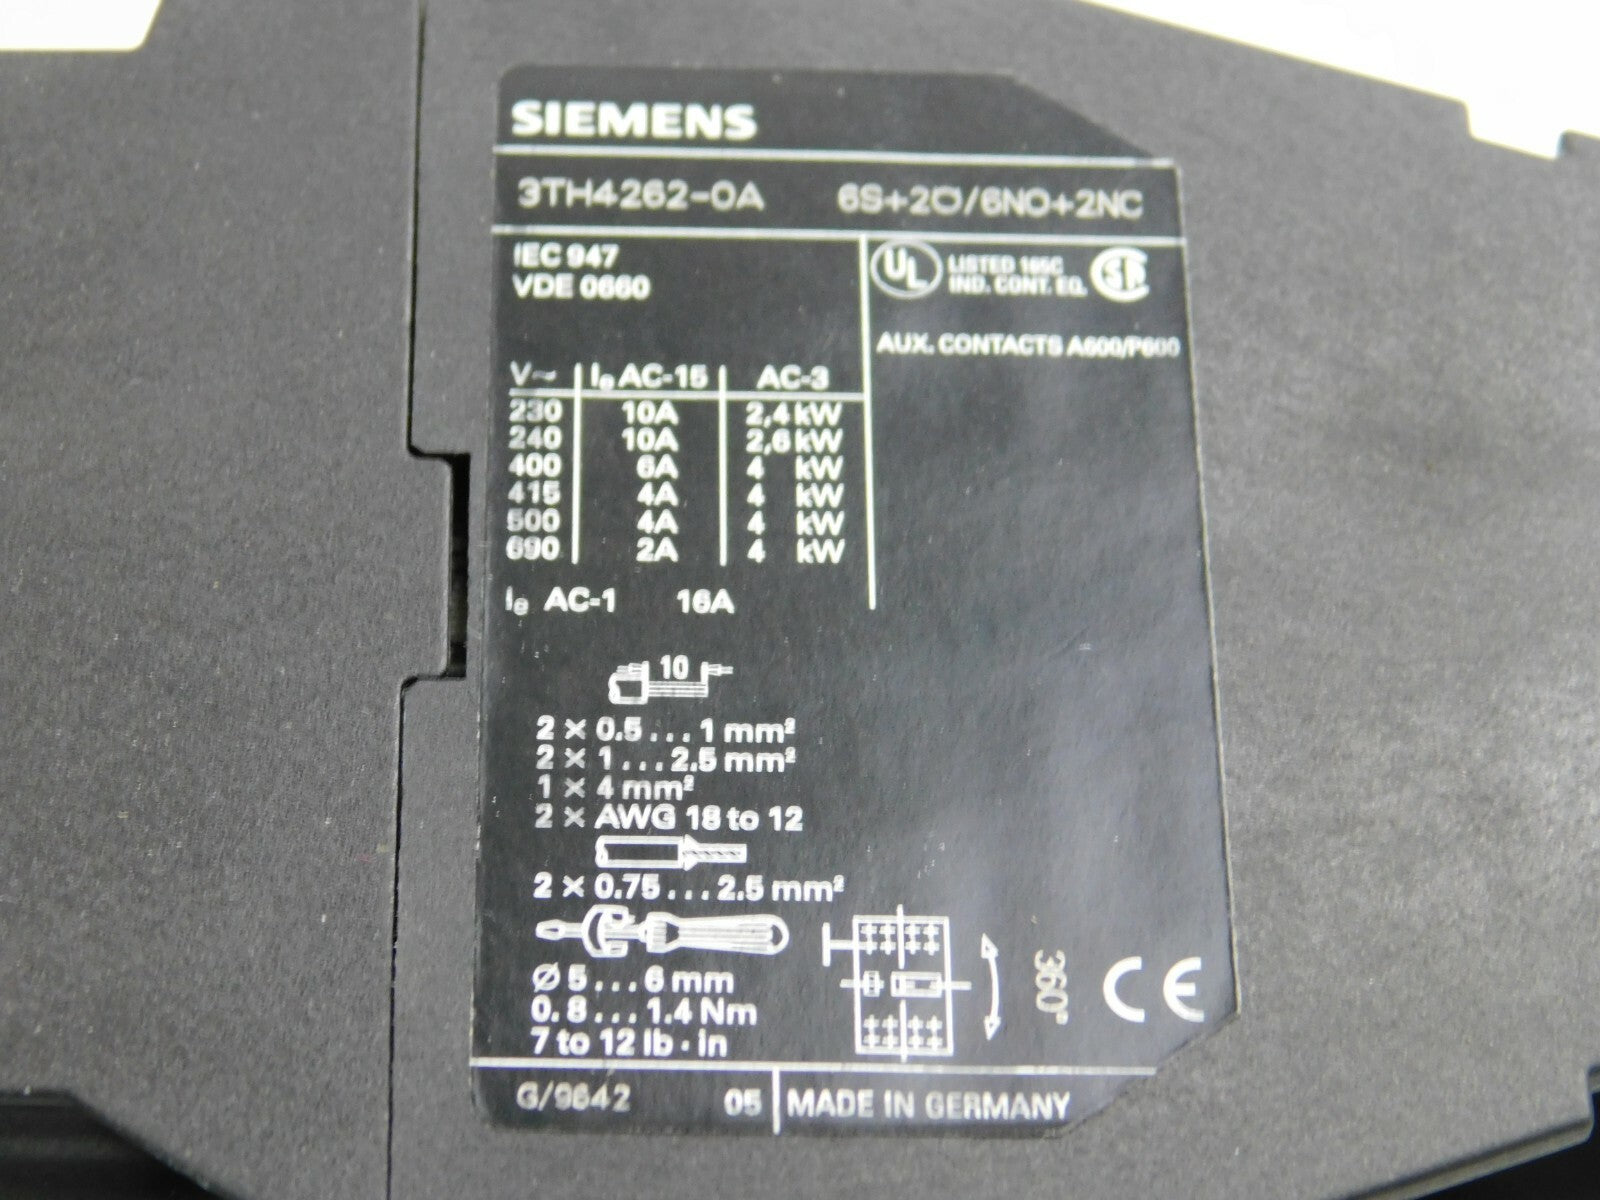 SIEMENS
3TH4262-0A 6S+2Ö/6NO+2NC
IEC 947
VDE 0660
UL LISTED 165C
IND. CONT. EQ.
AUX. CONTACTS A600/P600
V~ Ie AC-15 AC-3
230 10A 2,4 kW
240 10A 2,6 kW
400 6A 4 kW
415 4A 4 kW
500 4A 4 kW
690 2A 4 kW
Ie AC-1 16A
10
2 × 0.5...1 mm²
2 × 1...2.5 mm²
1 × 4 mm²
2 × AWG 18 to 12
2 × 0.75...2.5 mm²
Ø 5...6 mm
0.8...1.4 Nm
7 to 12 lb·in
360°
CE
G/9642 05 MADE IN GERMANY